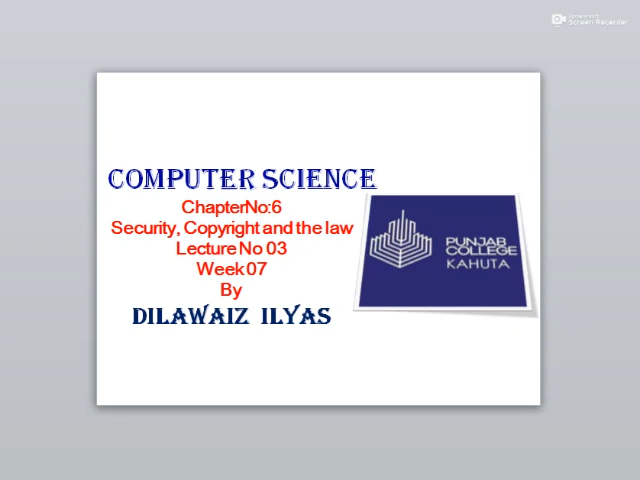 Apowersoft
Screen Recorder
COMPUTER SCIENCE
ChapterNo:6
Security, Copyright and the law
Lecture No 03
Week 07
By
DILAWAIZ ILYAS
PUNJAB
COLLEGE
KAHUTA